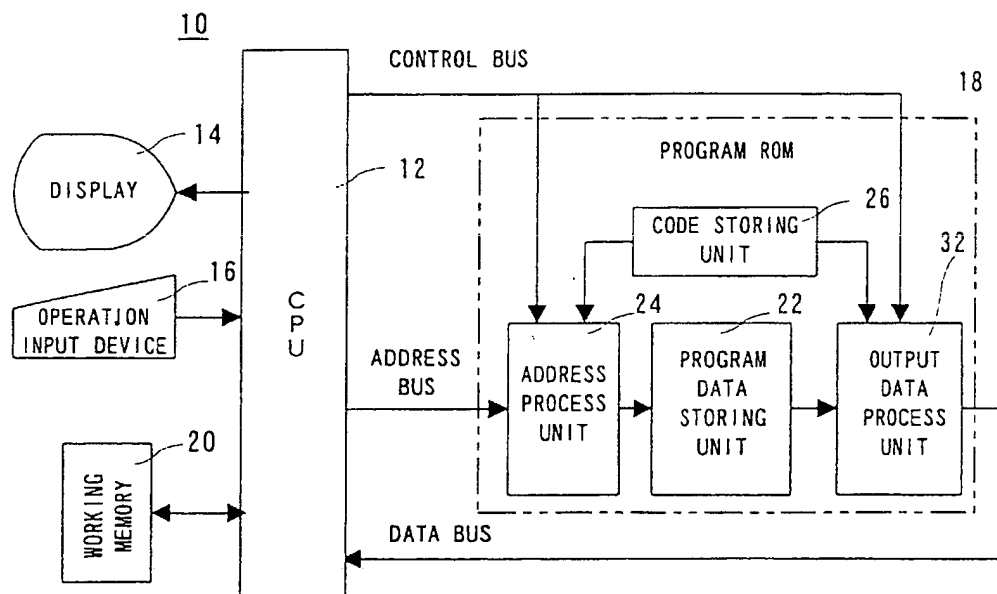 10
CONTROL BUS
18
14
DISPLAY
12
PROGRAM ROM
26
CODE STORING
UNIT
32
16
OPERATION
INPUT DEVICE
CPU
24
22
ADDRESS
BUS
ADDRESS
PROCESS
UNIT
PROGRAM
DATA
STORING
UNIT
OUTPUT
DATA
PROCESS
UNIT
20
WORKING
MEMORY
DATA BUS